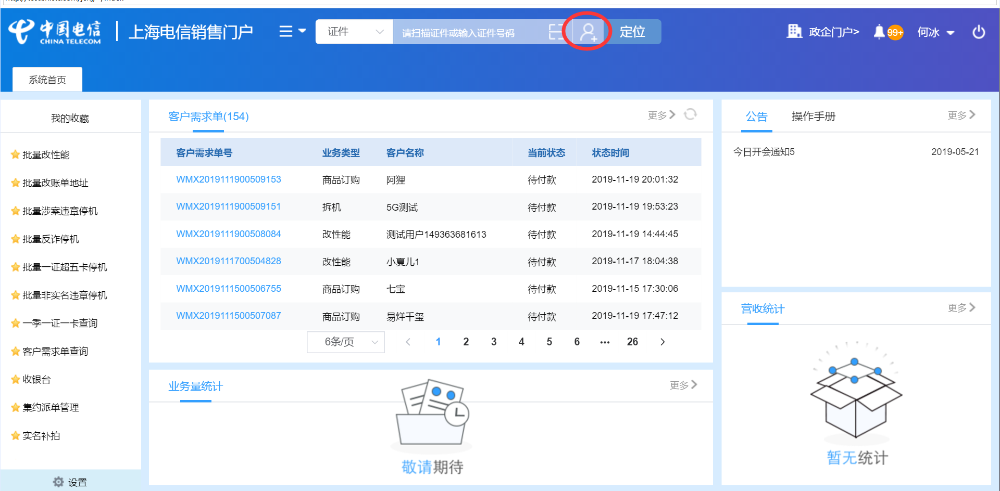 中国电信
CHINA TELECOM
上海电信销售门户
证件
请扫描证件或输入证件号码
定位
政企门户>
99+
何冰
系统首页
我的收藏
批量改性能
批量改账单地址
批量涉案违章停机
批量反诈停机
批量一证超五卡停机
批量非实名违章停机
一季一证一卡查询
客户需求单查询
收银台
集约派单管理
实名补拍
设置
客户需求单(154)
更多
客户需求单号 业务类型 客户名称 当前状态 状态时间
WMX2019111900509153 商品订购 阿狸 待付款 2019-11-19 20:01:32
WMX2019111900509151 拆机 5G测试 待付款 2019-11-19 19:53:23
WMX2019111900508084 改性能 测试用户149363681613 待付款 2019-11-19 14:44:45
WMX2019111700504828 改性能 小夏儿1 待付款 2019-11-17 18:04:38
WMX2019111500506755 商品订购 七宝 待付款 2019-11-15 17:30:06
WMX2019111500507087 商品订购 易烊千玺 待付款 2019-11-19 17:47:12
6条/页 < 1 2 3 4 5 6 ••• 26 >
业务量统计
更多
敬请期待
公告 操作手册 更多
今日开会通知5 2019-05-21
营收统计 更多
暂无统计